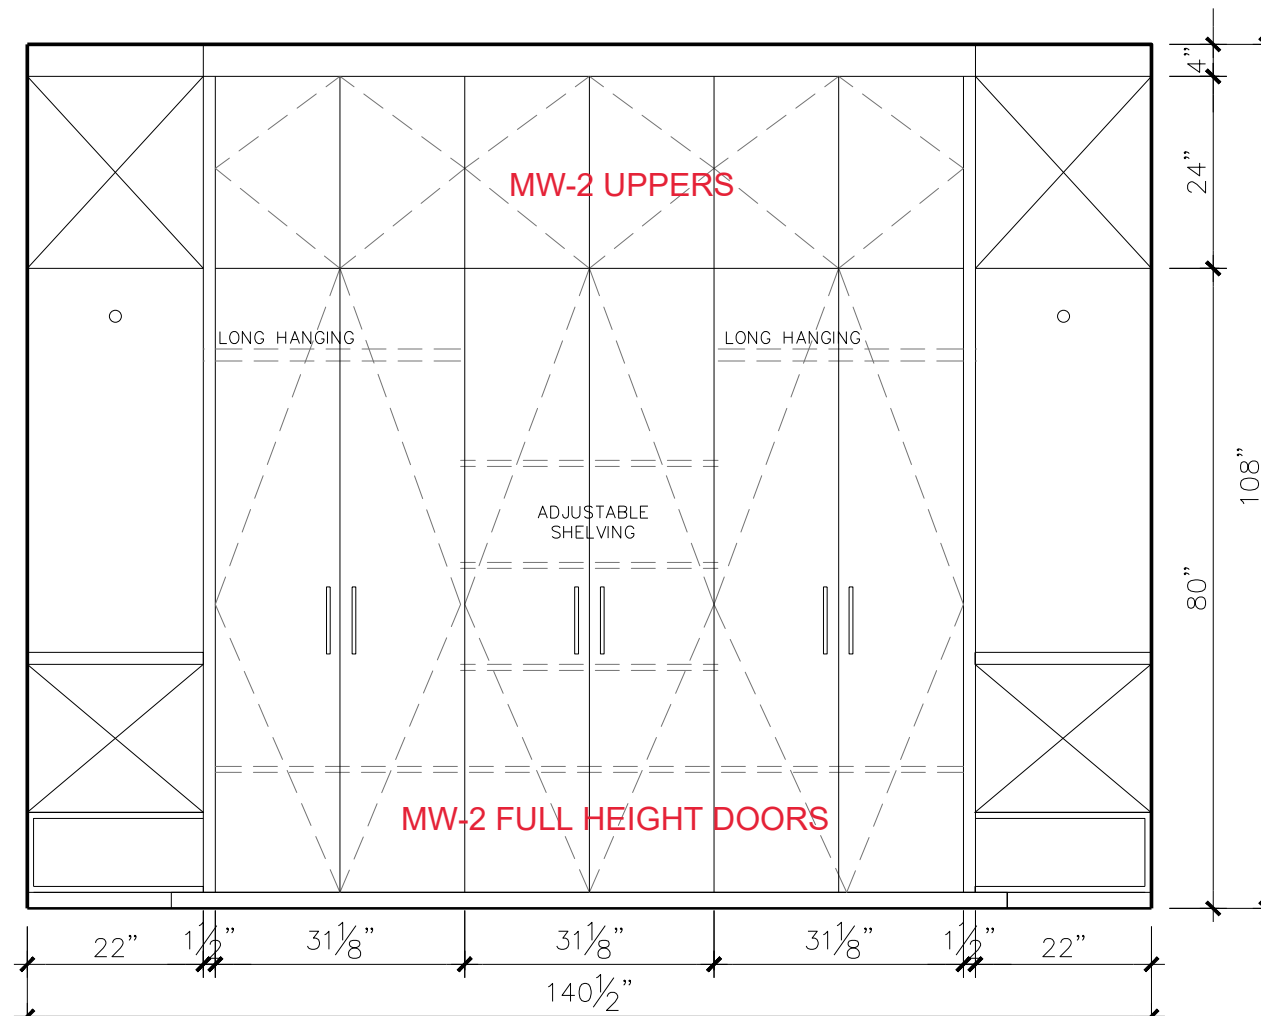 4"
24"
MW-2 UPPERS
LONG HANGING
LONG HANGING
108"
ADJUSTABLE
SHELVING
80"
MW-2 FULL HEIGHT DOORS
22" 1½" 31⅛" 31⅛" 31⅛" 1½" 22"
140½"